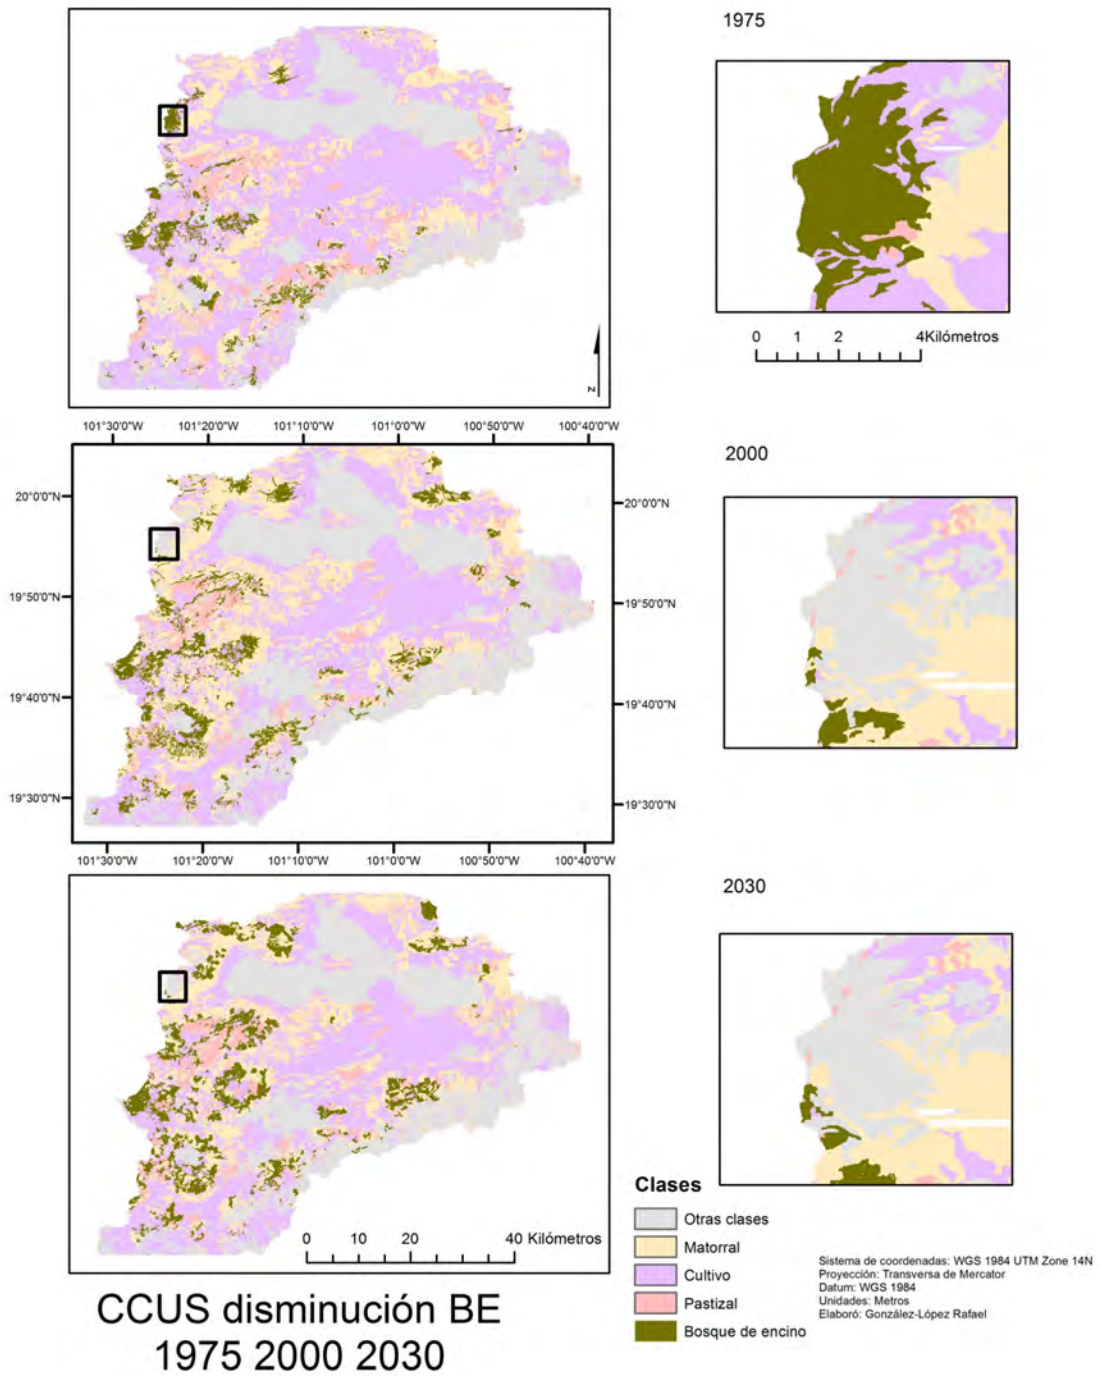 1975
0 1 2 4Kilómetros
N
101°30'0"W 101°20'0"W 101°10'0"W 101°0'0"W 100°50'0"W 100°40'0"W
2000
20°0'0"N 20°0'0"N
19°50'0"N 19°50'0"N
19°40'0"N 19°40'0"N
19°30'0"N 19°30'0"N
101°30'0"W 101°20'0"W 101°10'0"W 101°0'0"W 100°50'0"W 100°40'0"W
2030
0 10 20 40 Kilómetros
Clases
Otras clases
Matorral
Cultivo
Pastizal
Bosque de encino
Sistema de coordenadas: WGS 1984 UTM Zone 14N
Proyección: Transversa de Mercator
Datum: WGS 1984
Unidades: Metros
Elaboró: González-López Rafael
CCUS disminución BE
1975 2000 2030